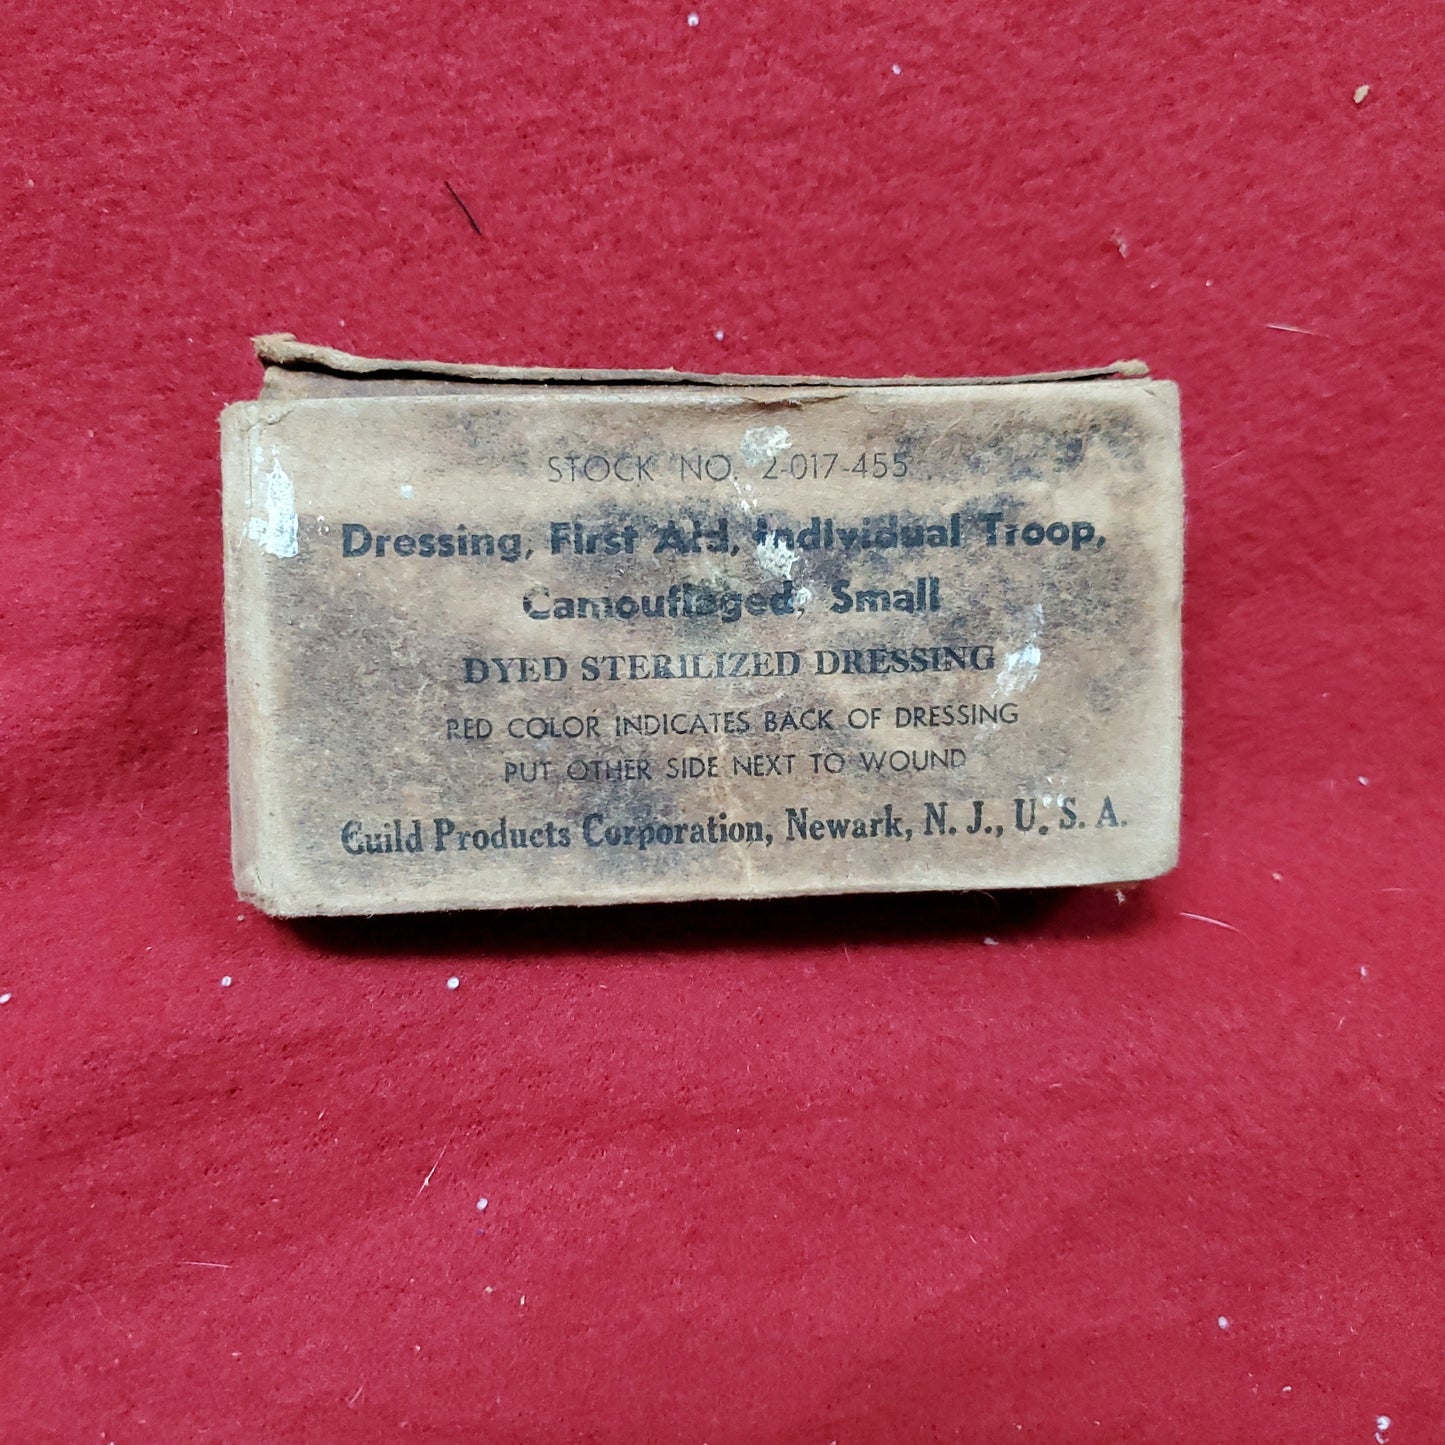 STOCK NO. 2-017-455
Dressing, First Aid, Individual Troop,
Camouflaged, Small
DYED STERILIZED DRESSING
RED COLOR INDICATES BACK OF DRESSING
PUT OTHER SIDE NEXT TO WOUND
Guild Products Corporation, Newark, N. J., U. S. A.